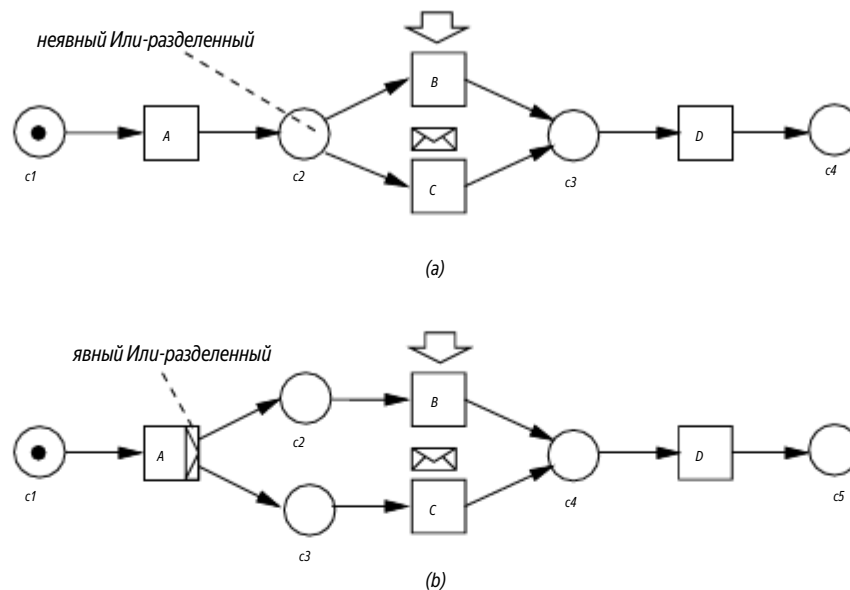 неявный Или-разделенный
B
A
D
c1
c2
C
c3
c4
(a)
явный Или-разделенный
B
c2
A
D
c1
C
c4
c5
c3
(b)